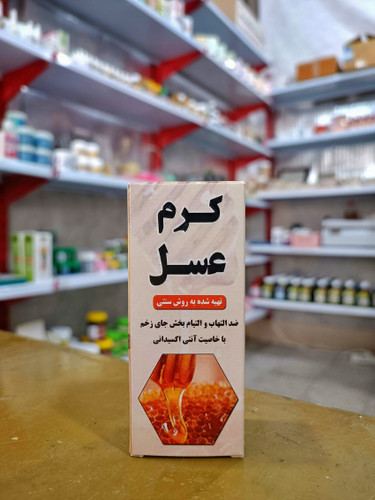 کرم
عسل
تهیه شده به روش سنتی
ضد التهاب و التیام بخش جای زخم
با خاصیت آنتی اکسیدانی